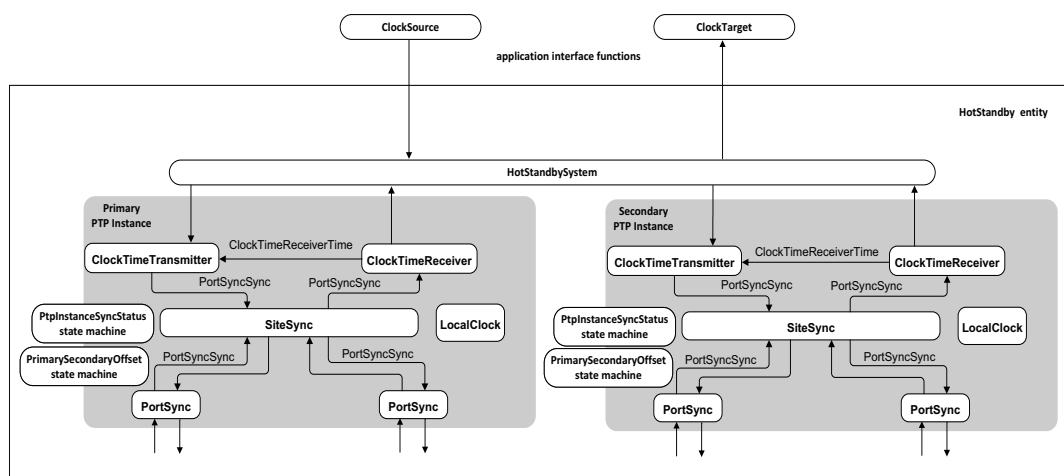 ClockSource
ClockTarget
application interface functions
HotStandby entity
HotStandbySystem
Primary
PTP Instance
ClockTimeTransmitter
ClockTimeReceiverTime
ClockTimeReceiver
PortSyncSync
PortSyncSync
PtpInstanceSyncStatus
state machine
SiteSync
LocalClock
PrimarySecondaryOffset
state machine
PortSyncSync
PortSyncSync
PortSync
PortSync
Secondary
PTP Instance
ClockTimeTransmitter
ClockTimeReceiverTime
ClockTimeReceiver
PortSyncSync
PortSyncSync
PtpInstanceSyncStatus
state machine
SiteSync
LocalClock
PrimarySecondaryOffset
state machine
PortSyncSync
PortSyncSync
PortSync
PortSync